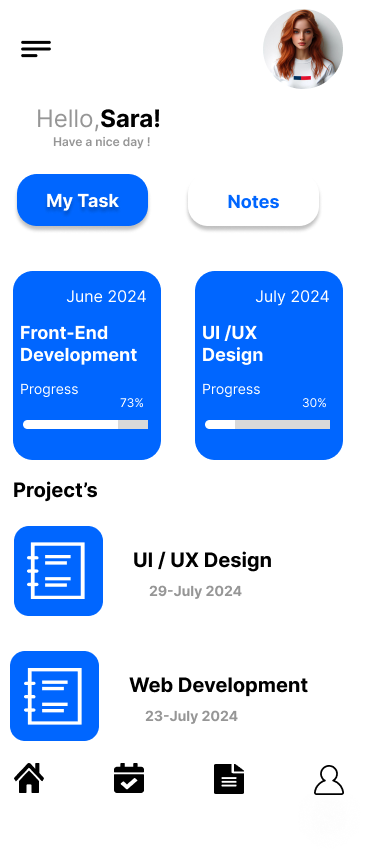 Hello,Sara!
Have a nice day !
My Task
Notes
June 2024
Front-End
Development
Progress
73%
July 2024
UI /UX
Design
Progress
30%
Project’s
UI / UX Design
29-July 2024
Web Development
23-July 2024